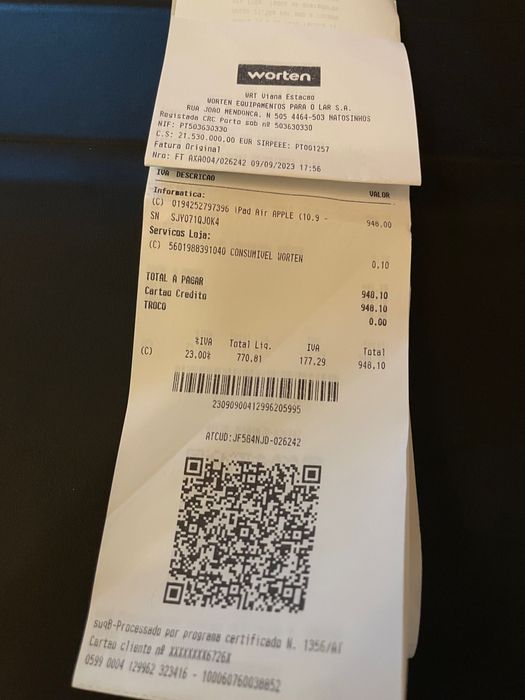 worten
WRT Viana Estacao
WORTEN EQUIPAMENTOS PARA O LAR S.A.
RUA JOAO MENDONCA. N 505 4464-503 MATOSINHOS
Registada CRC Porto sob nº 503630330
NIF: PT503630330
C.S: 21.530.000,00 EUR SIRPEEE: PT001257
Fatura Original
Nro: FT AXA004/026242 09/09/2023 17:56
IVA DESCRICAO VALOR
Informatica:
(C) 0194252797396 iPad Air APPLE (10.9 - 948,00
SN SJY071QJ0K4
Servicos Loja:
(C) 5601988391040 CONSUMIVEL WORTEN 0,10
TOTAL A PAGAR 948,10
Cartao Credito 948,10
TROCO 0,00
%IVA Total Liq. IVA Total
(C) 23,00% 770.81 177.29 948,10
23090900412996205995
ATCUD:JF5G4NJD-026242
suqB-Processado por programa certificado N. 1356/AT
Cartao cliente nº XXXXXXXX6726X
0599 0004 129962 323416 - 100060760038852